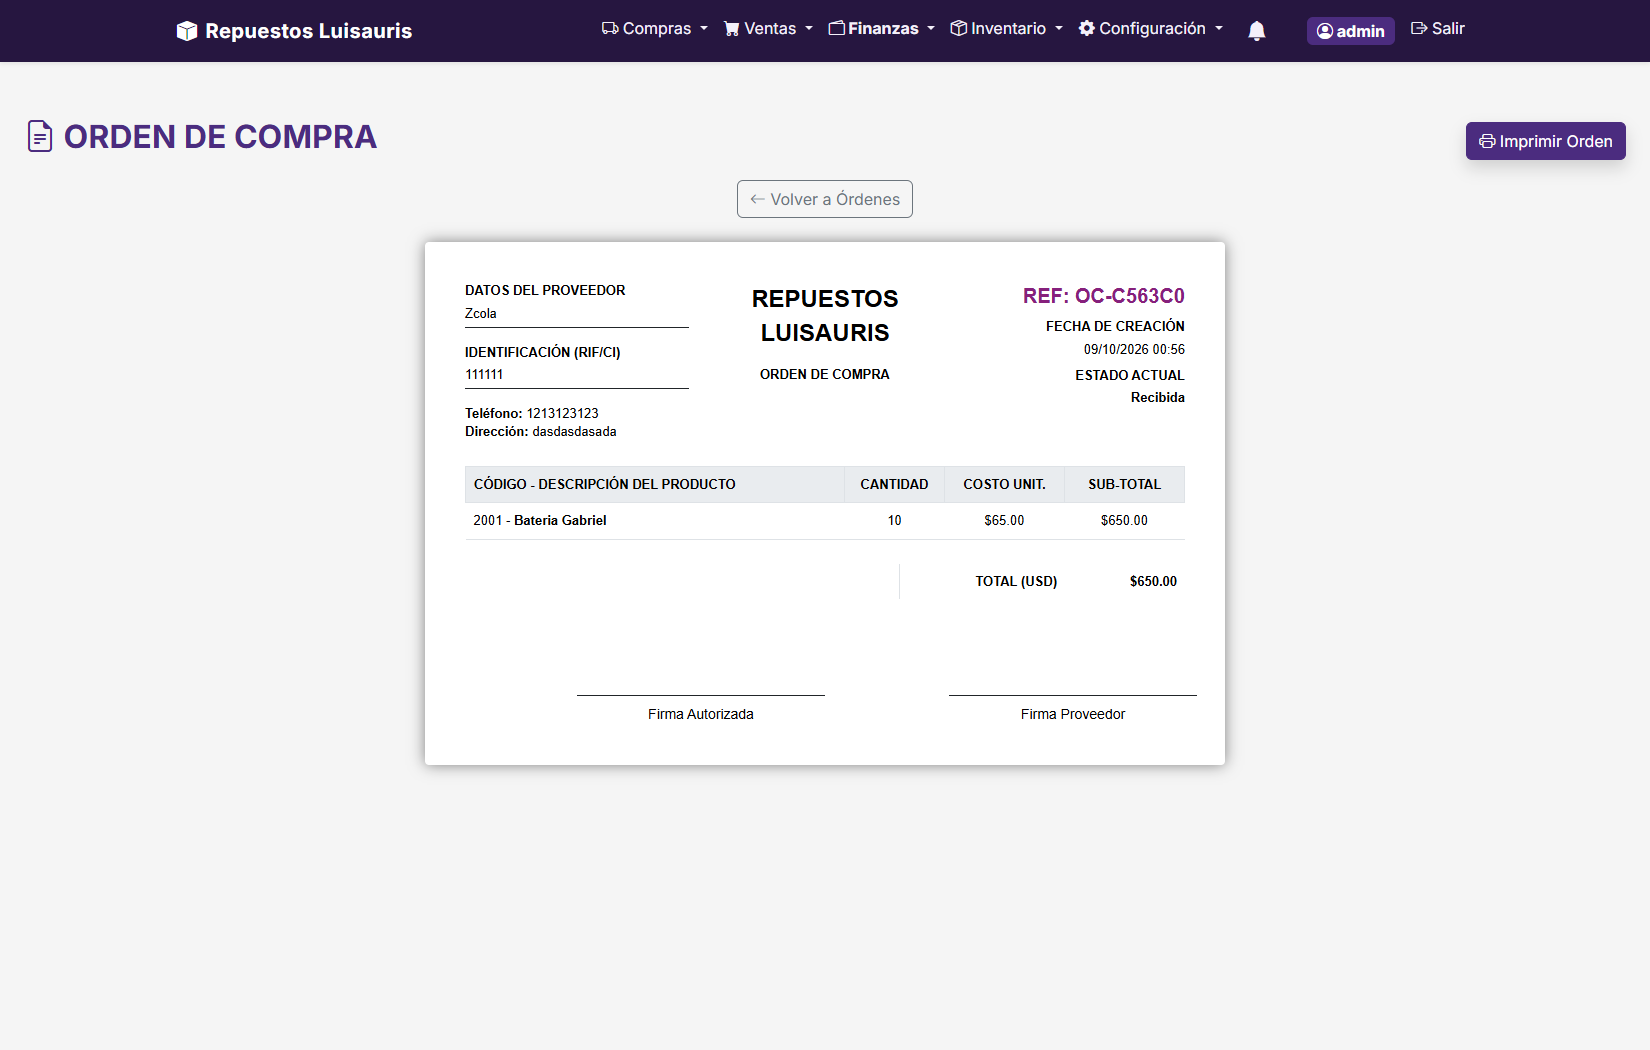 Repuestos Luisauris
Compras
Ventas
Finanzas
Inventario
Configuración
admin
Salir
ORDEN DE COMPRA
Imprimir Orden
Volver a Órdenes
DATOS DEL PROVEEDOR
Zcola
IDENTIFICACIÓN (RIF/CI)
111111
Teléfono: 1213123123
Dirección: dasdasdasada
REPUESTOS
LUISAURIS
ORDEN DE COMPRA
REF: OC-C563C0
FECHA DE CREACIÓN
09/10/2026 00:56
ESTADO ACTUAL
Recibida
CÓDIGO - DESCRIPCIÓN DEL PRODUCTO CANTIDAD COSTO UNIT. SUB-TOTAL
2001 - Bateria Gabriel 10 $65.00 $650.00
TOTAL (USD) $650.00
Firma Autorizada
Firma Proveedor